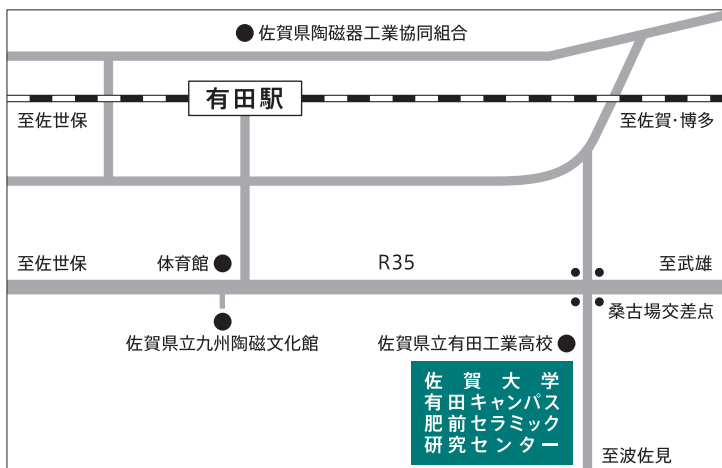 佐賀県陶磁器工業協同組合
有田駅
至佐世保
至佐賀・博多
至佐世保
体育館
R35
至武雄
桑古場交差点
佐賀県立九州陶磁文化館
佐賀県立有田工業高校
佐賀大学
有田キャンパス
肥前セラミック
研究センター
至波佐見